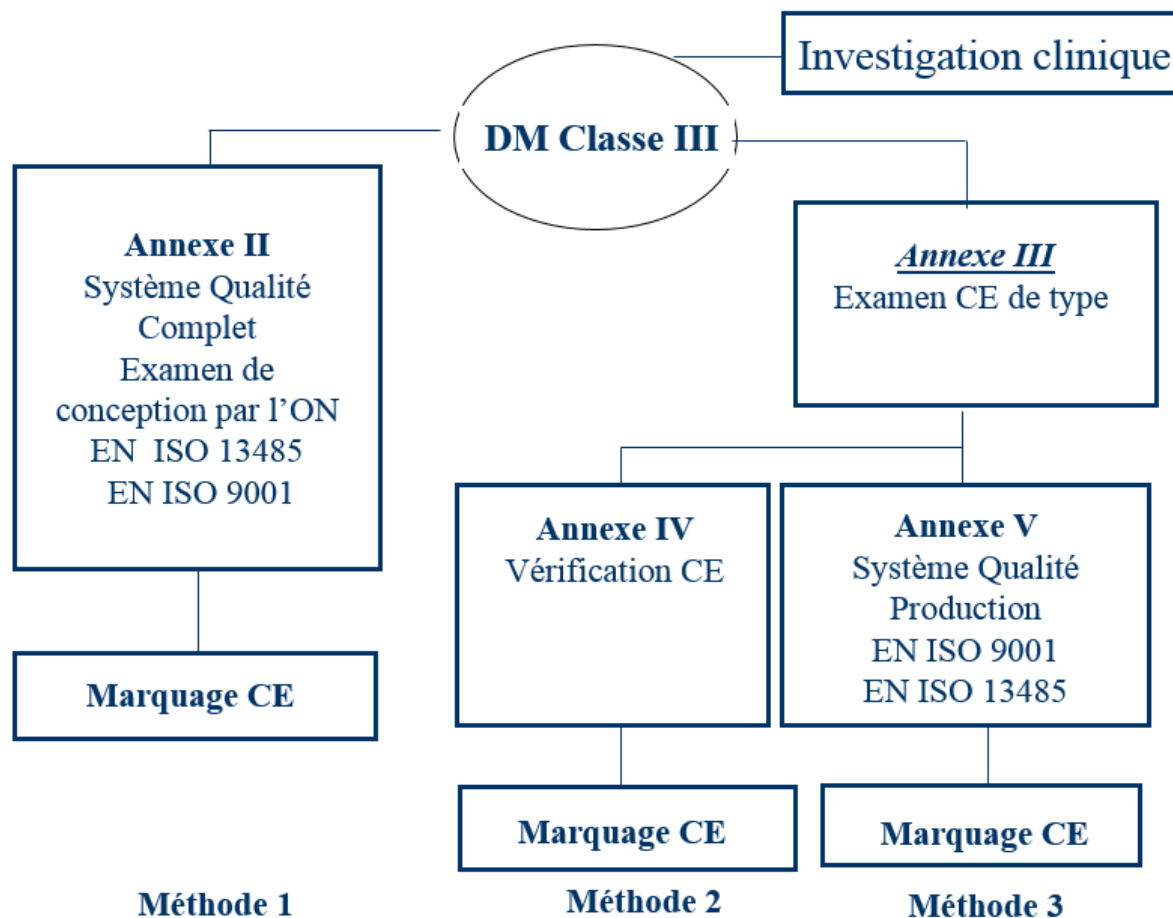 Investigation clinique
DM Classe III
Annexe II
Système Qualité
Complet
Examen de
conception par l'ON
EN ISO 13485
EN ISO 9001
Marquage CE
Méthode 1
Annexe III
Examen CE de type
Annexe IV
Vérification CE
Marquage CE
Méthode 2
Annexe V
Système Qualité
Production
EN ISO 9001
EN ISO 13485
Marquage CE
Méthode 3